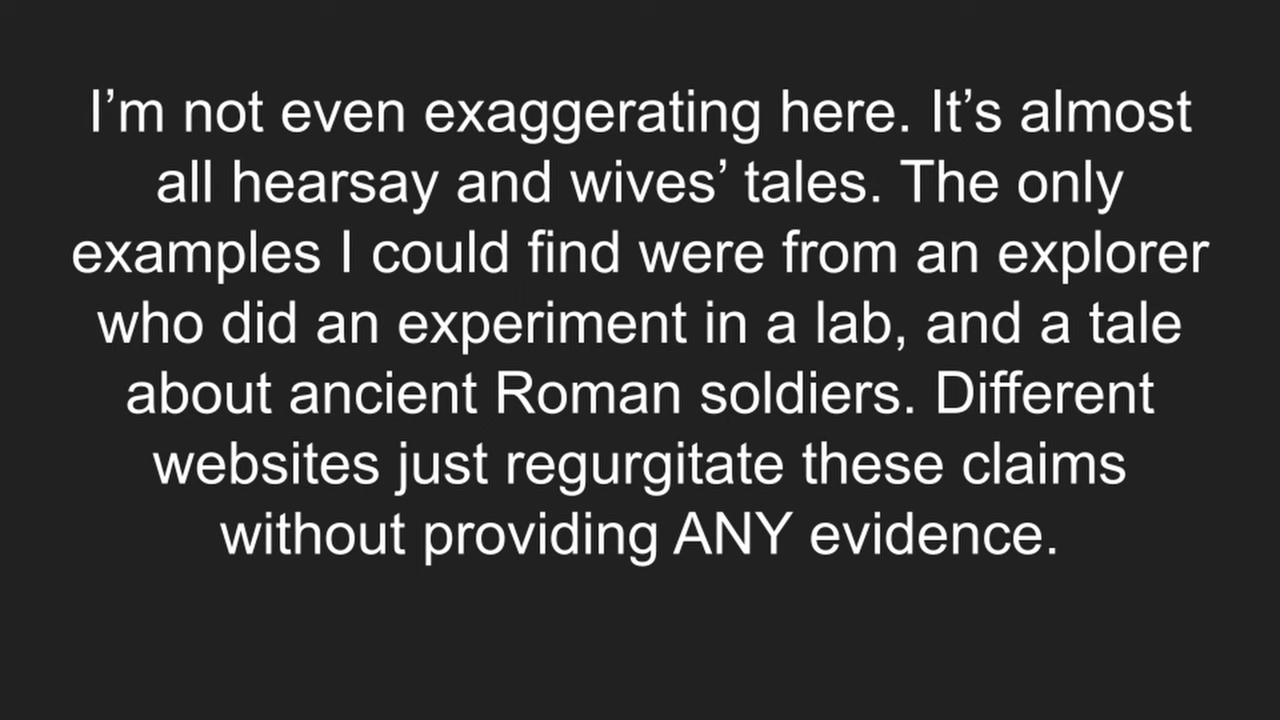 I’m not even exaggerating here. It’s almost
all hearsay and wives’ tales. The only
examples I could find were from an explorer
who did an experiment in a lab, and a tale
about ancient Roman soldiers. Different
websites just regurgitate these claims
without providing ANY evidence.